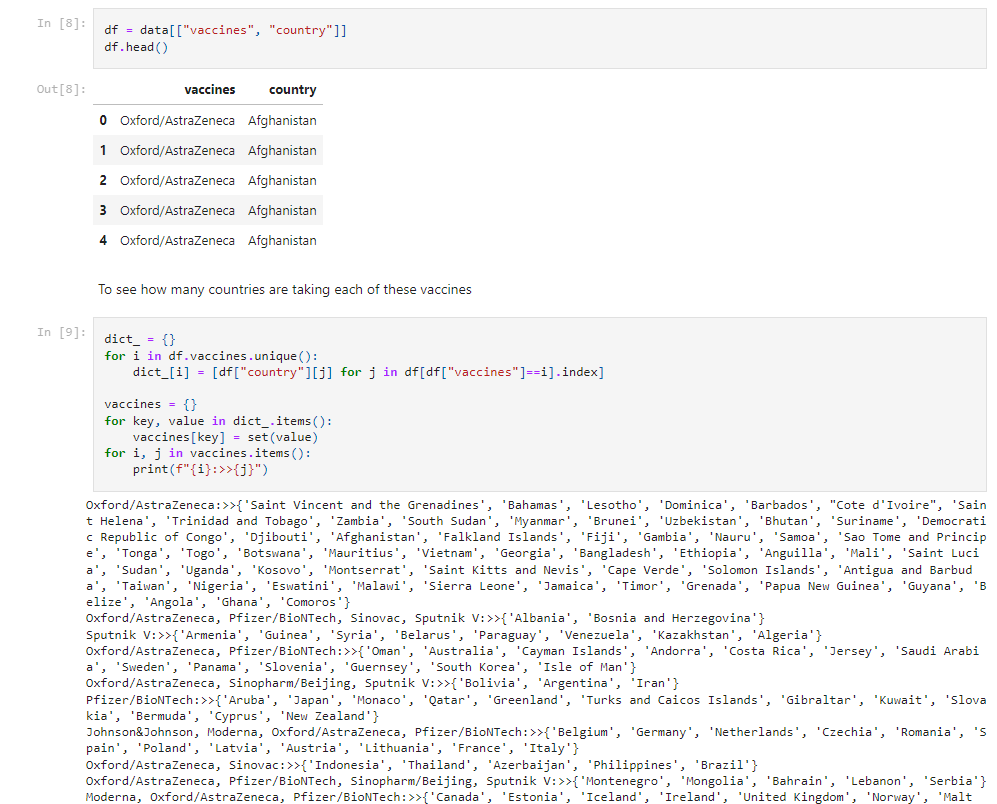 In [8]:
df = data[["vaccines", "country"]]
df.head()
Out[8]:
vaccines country
0 Oxford/AstraZeneca Afghanistan
1 Oxford/AstraZeneca Afghanistan
2 Oxford/AstraZeneca Afghanistan
3 Oxford/AstraZeneca Afghanistan
4 Oxford/AstraZeneca Afghanistan
To see how many countries are taking each of these vaccines
In [9]:
dict_ = {}
for i in df.vaccines.unique():
    dict_[i] = [df["country"][j] for j in df[df["vaccines"]==i].index]
vaccines = {}
for key, value in dict_.items():
    vaccines[key] = set(value)
for i, j in vaccines.items():
    print(f"{i}:>>{j}")
Oxford/AstraZeneca:>>{'Saint Vincent and the Grenadines', 'Bahamas', 'Lesotho', 'Dominica', 'Barbados', "Cote d'Ivoire", 'Sain
t Helena', 'Trinidad and Tobago', 'Zambia', 'South Sudan', 'Myanmar', 'Brunei', 'Uzbekistan', 'Bhutan', 'Suriname', 'Democrati
c Republic of Congo', 'Djibouti', 'Afghanistan', 'Falkland Islands', 'Fiji', 'Gambia', 'Nauru', 'Samoa', 'Sao Tome and Princip
e', 'Tonga', 'Togo', 'Botswana', 'Mauritius', 'Vietnam', 'Georgia', 'Bangladesh', 'Ethiopia', 'Anguilla', 'Mali', 'Saint Luci
a', 'Sudan', 'Uganda', 'Kosovo', 'Montserrat', 'Saint Kitts and Nevis', 'Cape Verde', 'Solomon Islands', 'Antigua and Barbud
a', 'Taiwan', 'Nigeria', 'Eswatini', 'Malawi', 'Sierra Leone', 'Jamaica', 'Timor', 'Grenada', 'Papua New Guinea', 'Guyana', 'B
elize', 'Angola', 'Ghana', 'Comoros'}
Oxford/AstraZeneca, Pfizer/BioNTech, Sinovac, Sputnik V:>>{'Albania', 'Bosnia and Herzegovina'}
Sputnik V:>>{'Armenia', 'Guinea', 'Syria', 'Belarus', 'Paraguay', 'Venezuela', 'Kazakhstan', 'Algeria'}
Oxford/AstraZeneca, Pfizer/BioNTech:>>{'Oman', 'Australia', 'Cayman Islands', 'Andorra', 'Costa Rica', 'Jersey', 'Saudi Arabi
a', 'Sweden', 'Panama', 'Slovenia', 'Guernsey', 'South Korea', 'Isle of Man'}
Oxford/AstraZeneca, Sinopharm/Beijing, Sputnik V:>>{'Bolivia', 'Argentina', 'Iran'}
Pfizer/BioNTech:>>{'Aruba', 'Japan', 'Monaco', 'Qatar', 'Greenland', 'Turks and Caicos Islands', 'Gibraltar', 'Kuwait', 'Slova
kia', 'Bermuda', 'Cyprus', 'New Zealand'}
Johnson&Johnson, Moderna, Oxford/AstraZeneca, Pfizer/BioNTech:>>{'Belgium', 'Germany', 'Netherlands', 'Czechia', 'Romania', 'S
pain', 'Poland', 'Latvia', 'Austria', 'Lithuania', 'France', 'Italy'}
Oxford/AstraZeneca, Sinovac:>>{'Indonesia', 'Thailand', 'Azerbaijan', 'Philippines', 'Brazil'}
Oxford/AstraZeneca, Pfizer/BioNTech, Sinopharm/Beijing, Sputnik V:>>{'Montenegro', 'Mongolia', 'Bahrain', 'Lebanon', 'Serbia'}
Moderna, Oxford/AstraZeneca, Pfizer/BioNTech:>>{'Canada', 'Estonia', 'Iceland', 'Ireland', 'United Kingdom', 'Norway', 'Malt